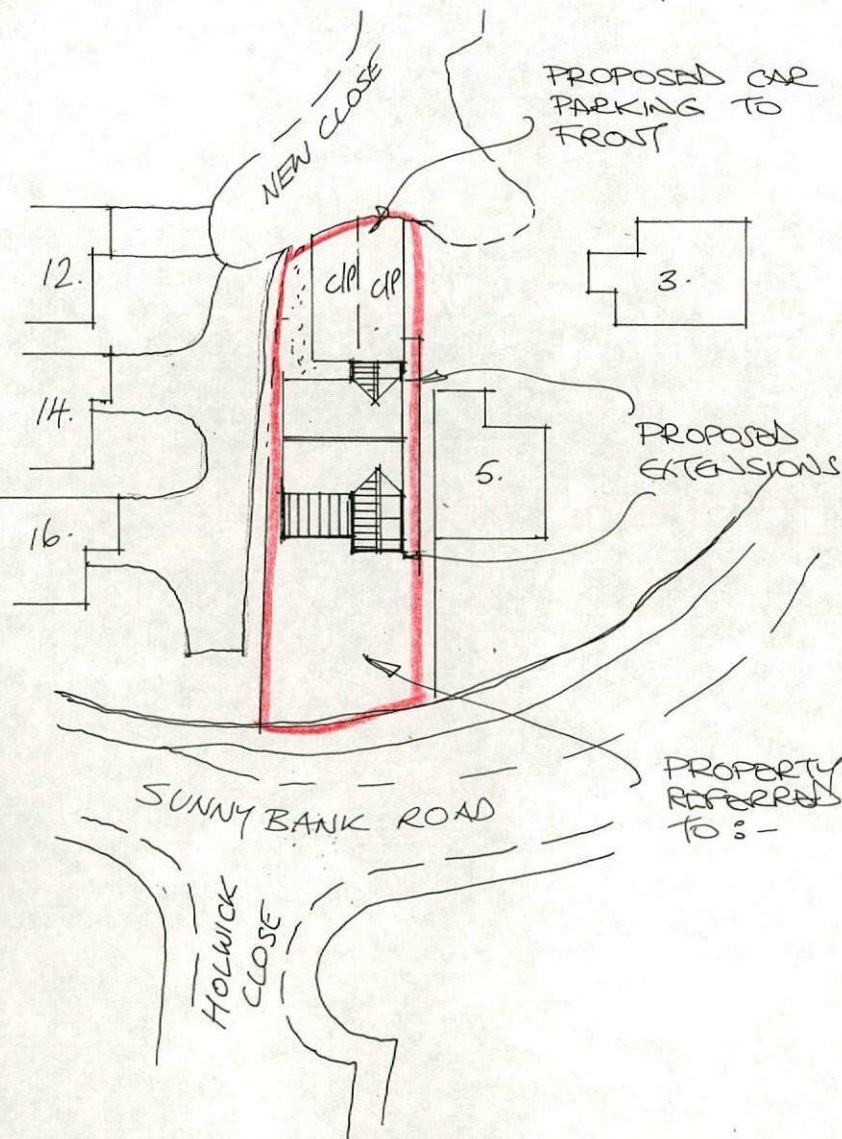 PROPOSED CAR
PARKING TO
FRONT
NEW CLOSE
12.
C/P C/P
3.
14.
PROPOSED
EXTENSIONS
5.
16.
PROPERTY
REFERRED
TO :-
SUNNY BANK ROAD
HOLWICK
CLOSE